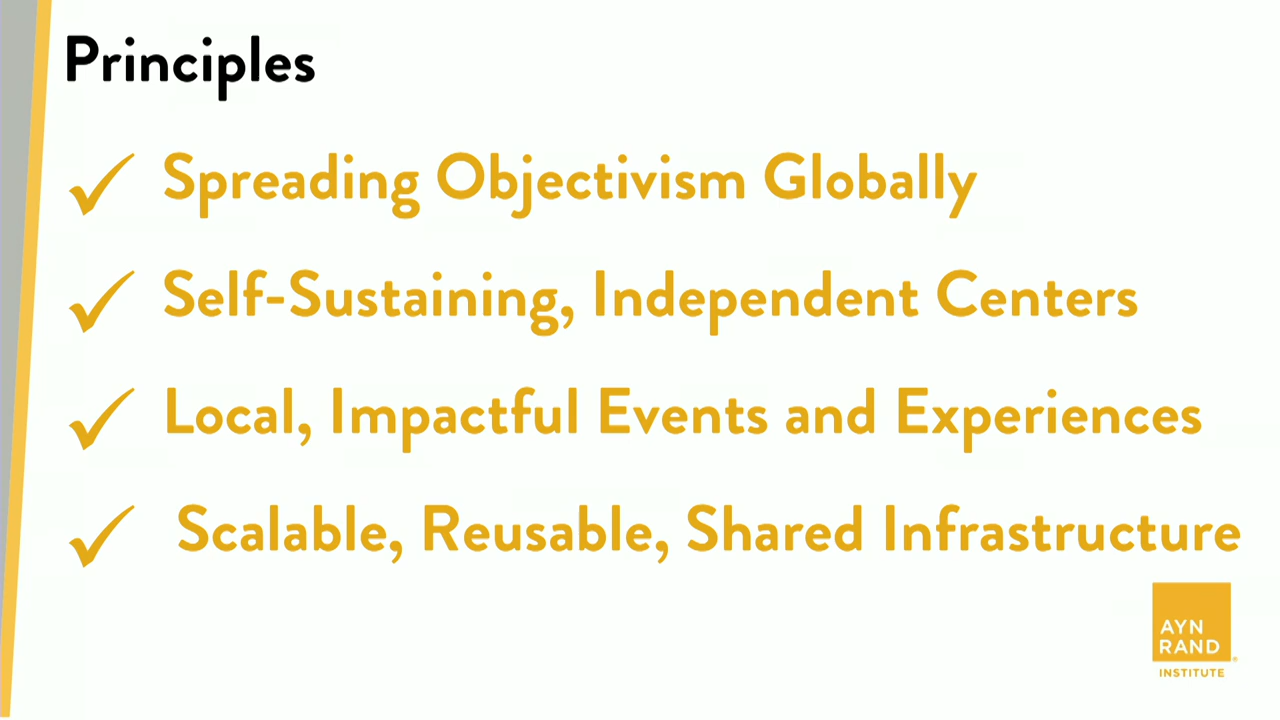 Principles
Spreading Objectivism Globally
Self-Sustaining, Independent Centers
Local, Impactful Events and Experiences
Scalable, Reusable, Shared Infrastructure
AYN
RAND
INSTITUTE